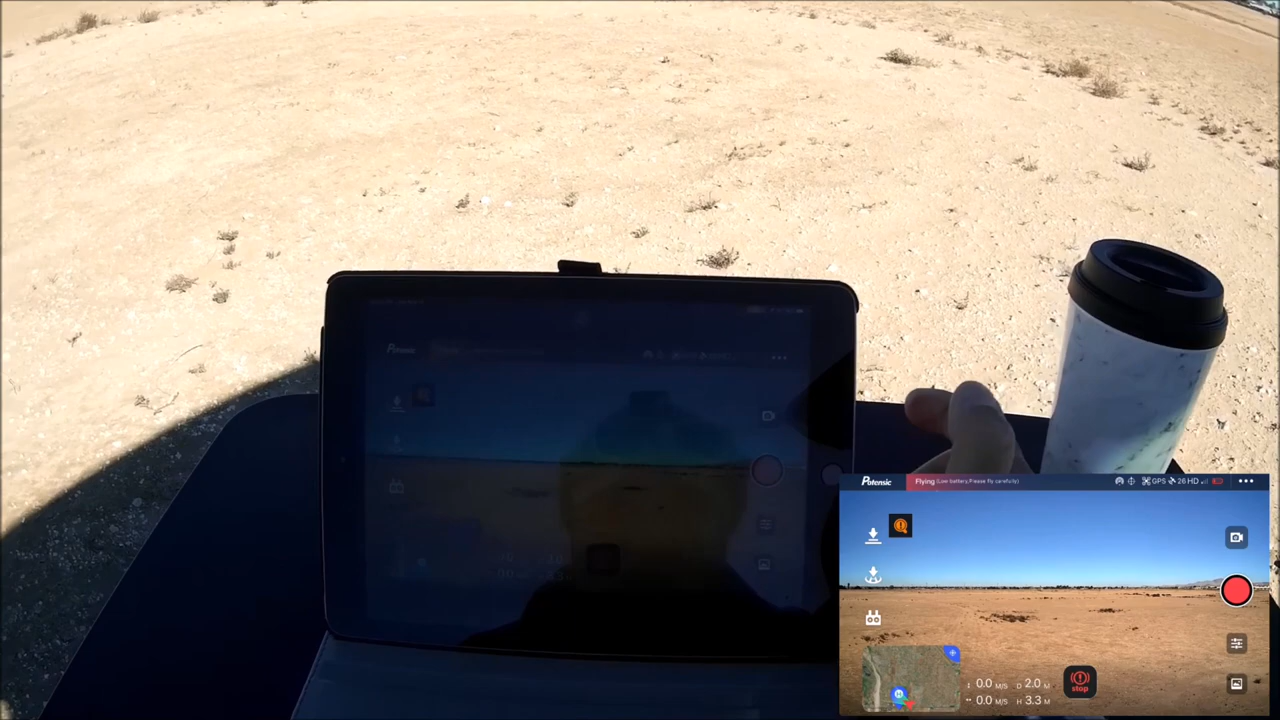 Potensic
Potensic Flying (Low battery,Please fly carefully) GPS 26 HD
0.0 M/S D 2.0 M
0.0 M/S H 3.3 M
stop
H